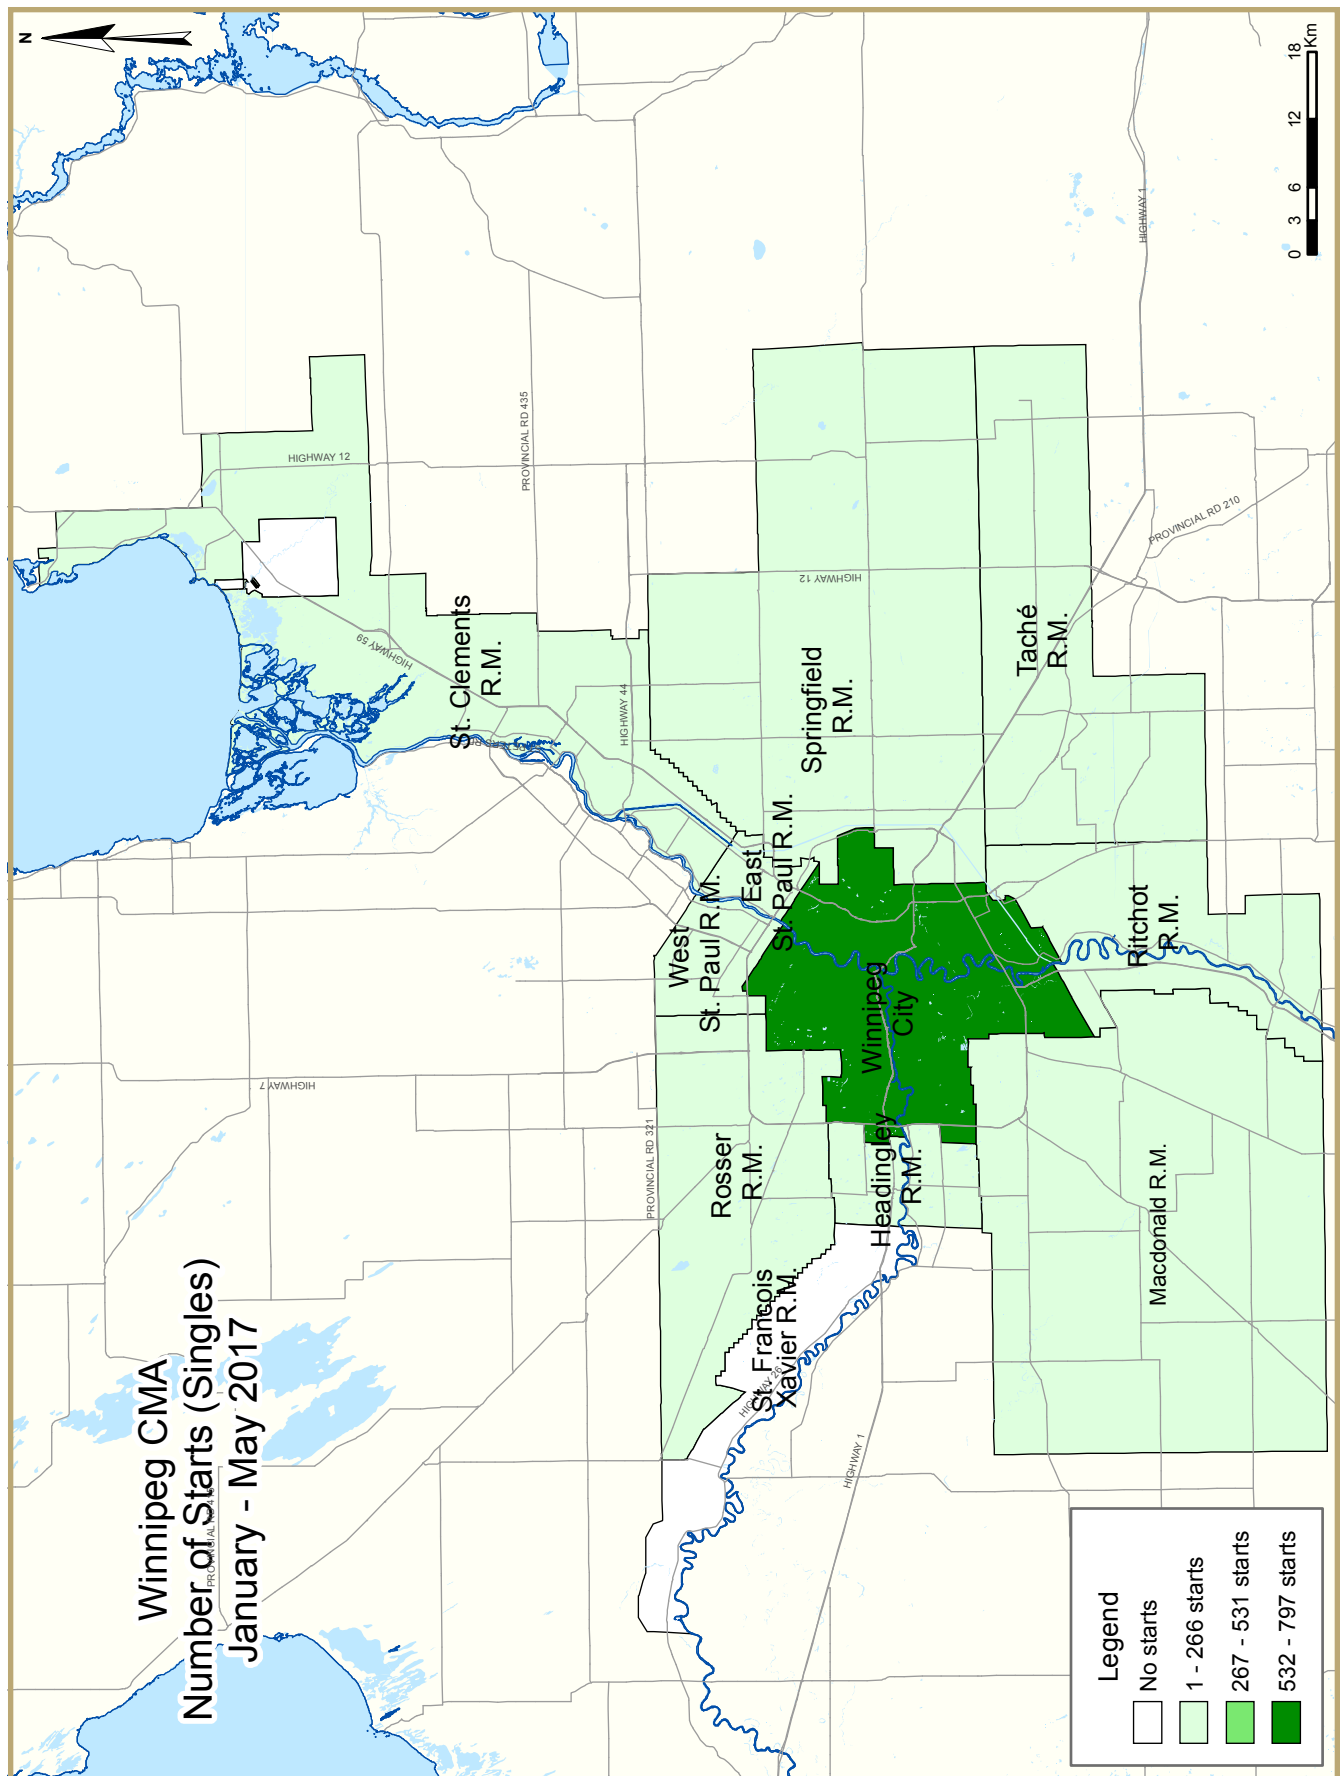 Winnipeg CMA
Number of Starts (Singles)
January - May 2017
N
HIGHWAY 12
PROVINCIAL RD 435
HIGHWAY 59
St. Clements
R.M.
HIGHWAY 44
HIGHWAY 7
PROVINCIAL RD 321
HIGHWAY 12
Springfield
R.M.
Taché
R.M.
HIGHWAY 1
PROVINCIAL RD 210
West
St. Paul R.M.
East
St. Paul R.M.
Rosser
R.M.
Winnipeg
City
Headingley
R.M.
Ritchot
R.M.
St. François
Xavier R.M.
HIGHWAY 26
HIGHWAY 1
Macdonald R.M.
Legend
No starts
1 - 266 starts
267 - 531 starts
532 - 797 starts
0 3 6 12 18
Km